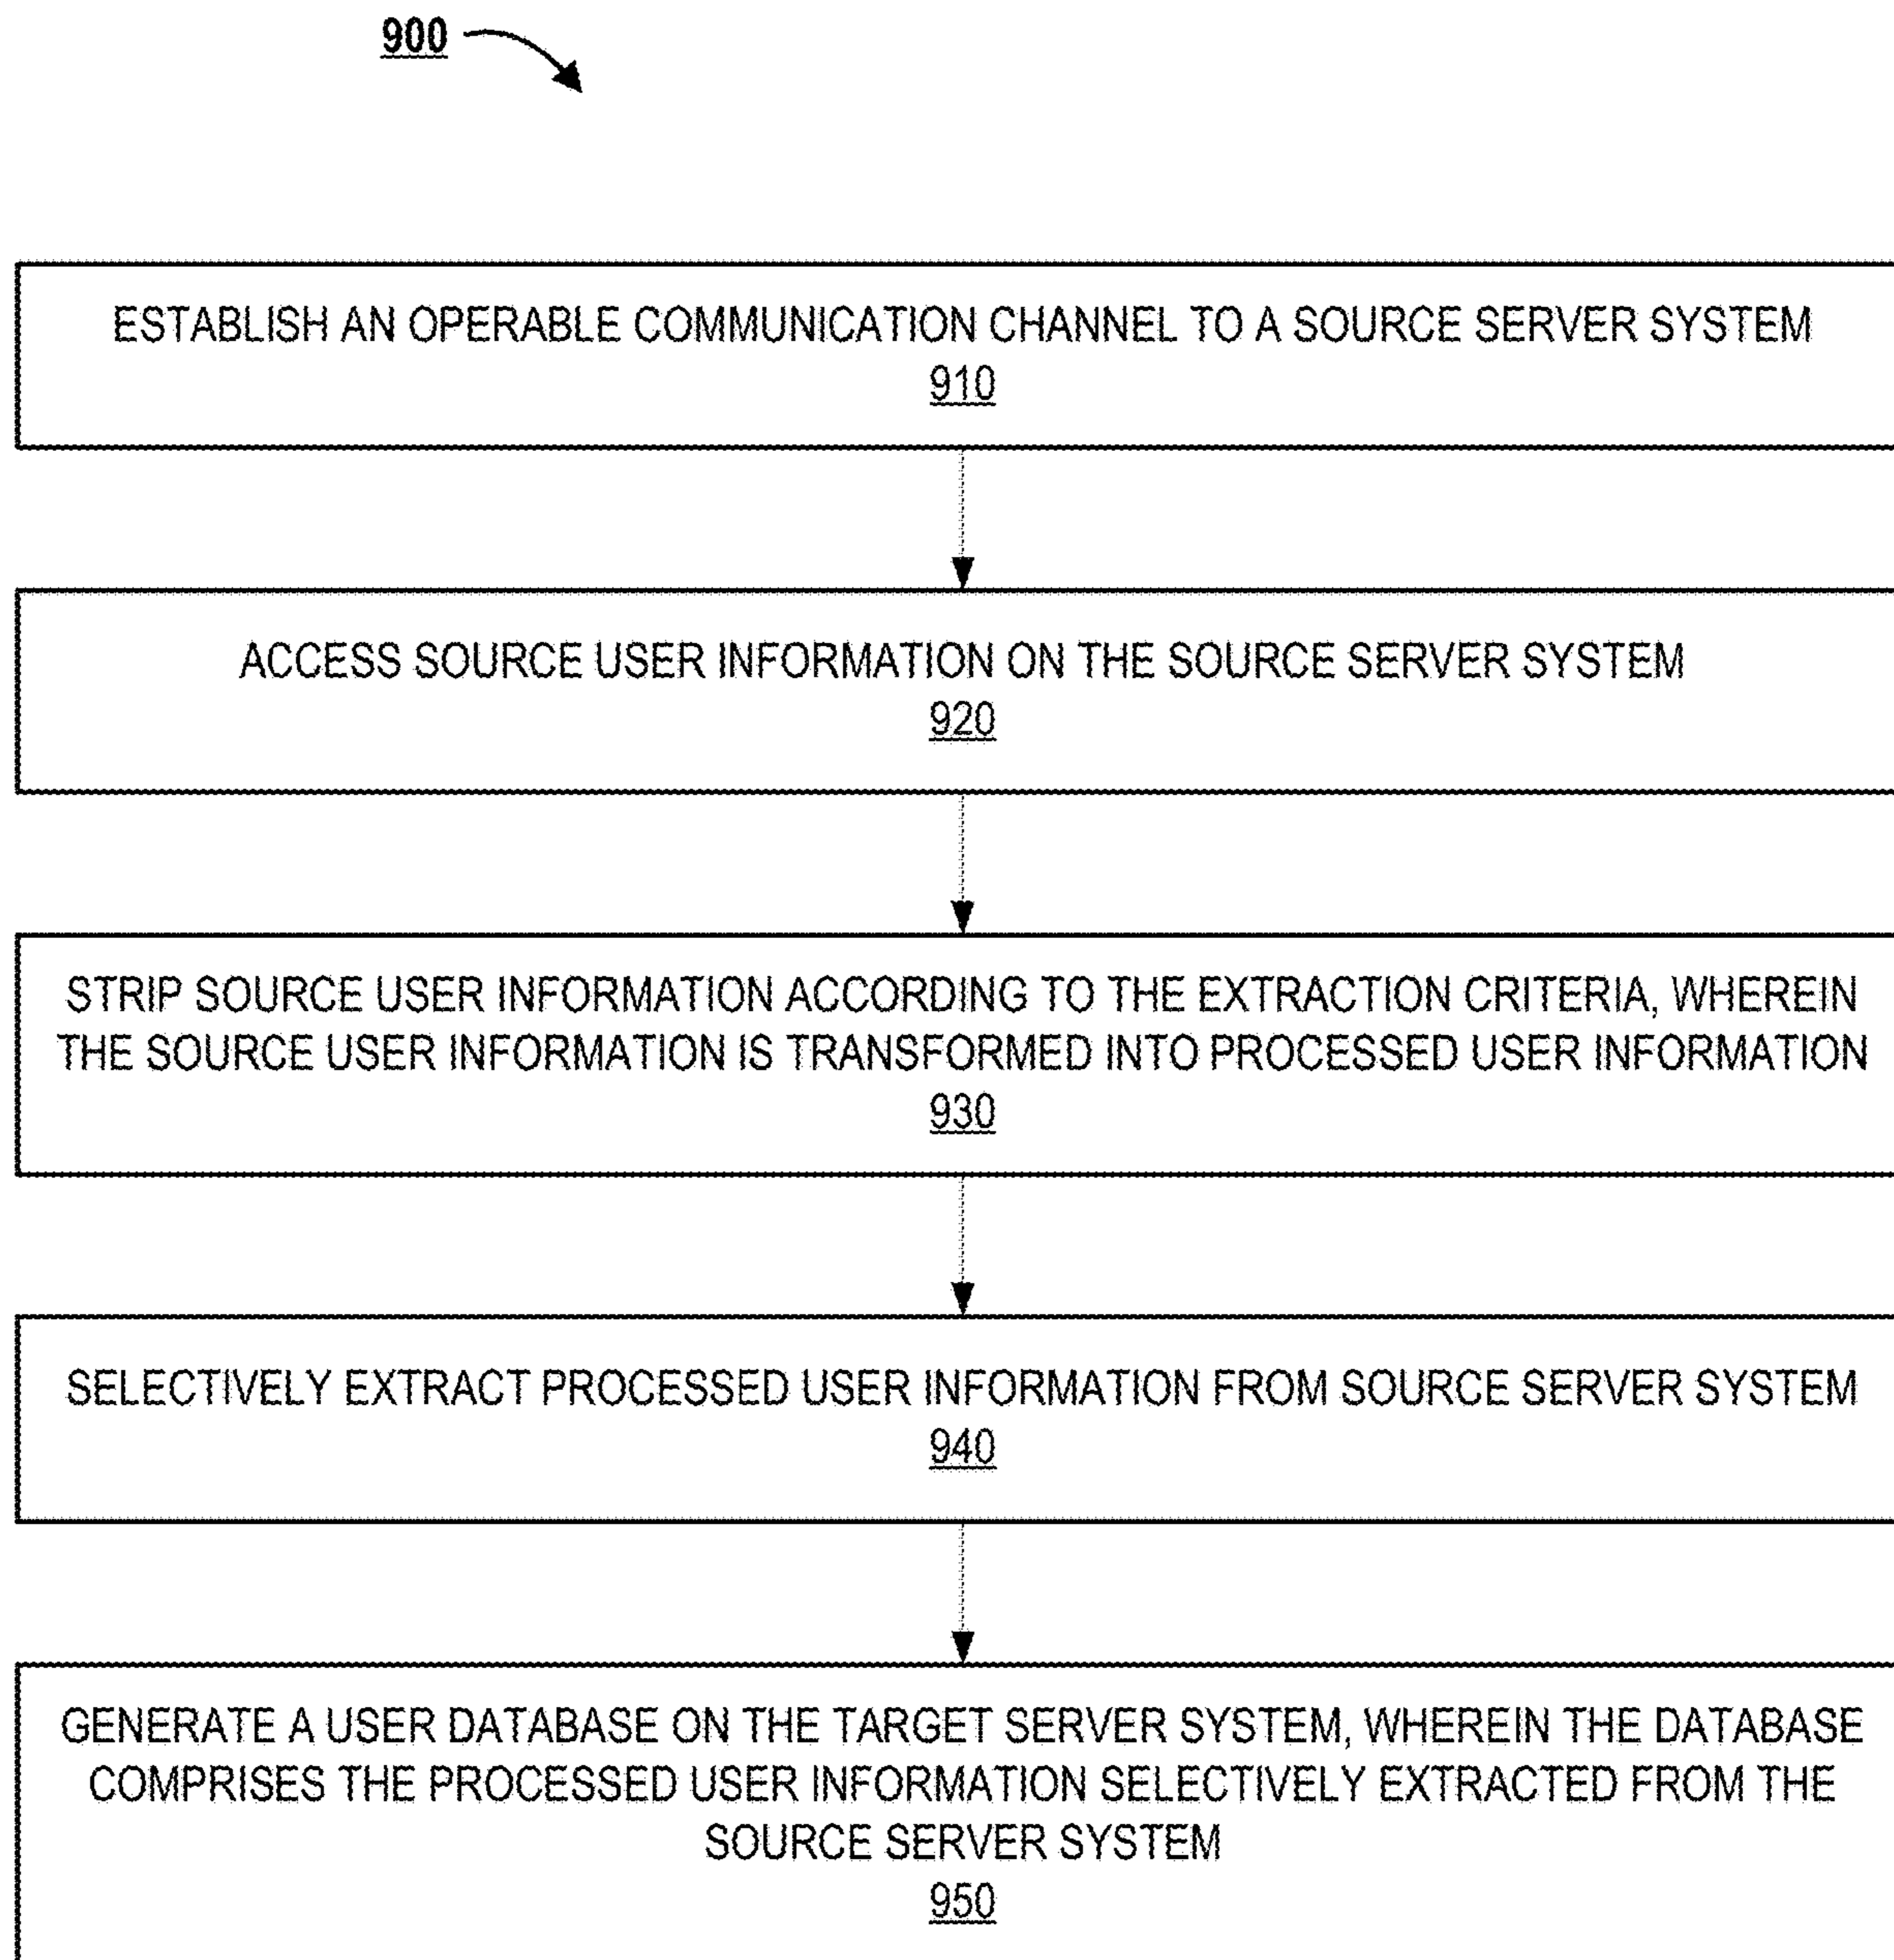 900
ESTABLISH AN OPERABLE COMMUNICATION CHANNEL TO A SOURCE SERVER SYSTEM
910
ACCESS SOURCE USER INFORMATION ON THE SOURCE SERVER SYSTEM
920
STRIP SOURCE USER INFORMATION ACCORDING TO THE EXTRACTION CRITERIA, WHEREIN
THE SOURCE USER INFORMATION IS TRANSFORMED INTO PROCESSED USER INFORMATION
930
SELECTIVELY EXTRACT PROCESSED USER INFORMATION FROM SOURCE SERVER SYSTEM
940
GENERATE A USER DATABASE ON THE TARGET SERVER SYSTEM, WHEREIN THE DATABASE
COMPRISES THE PROCESSED USER INFORMATION SELECTIVELY EXTRACTED FROM THE
SOURCE SERVER SYSTEM
950